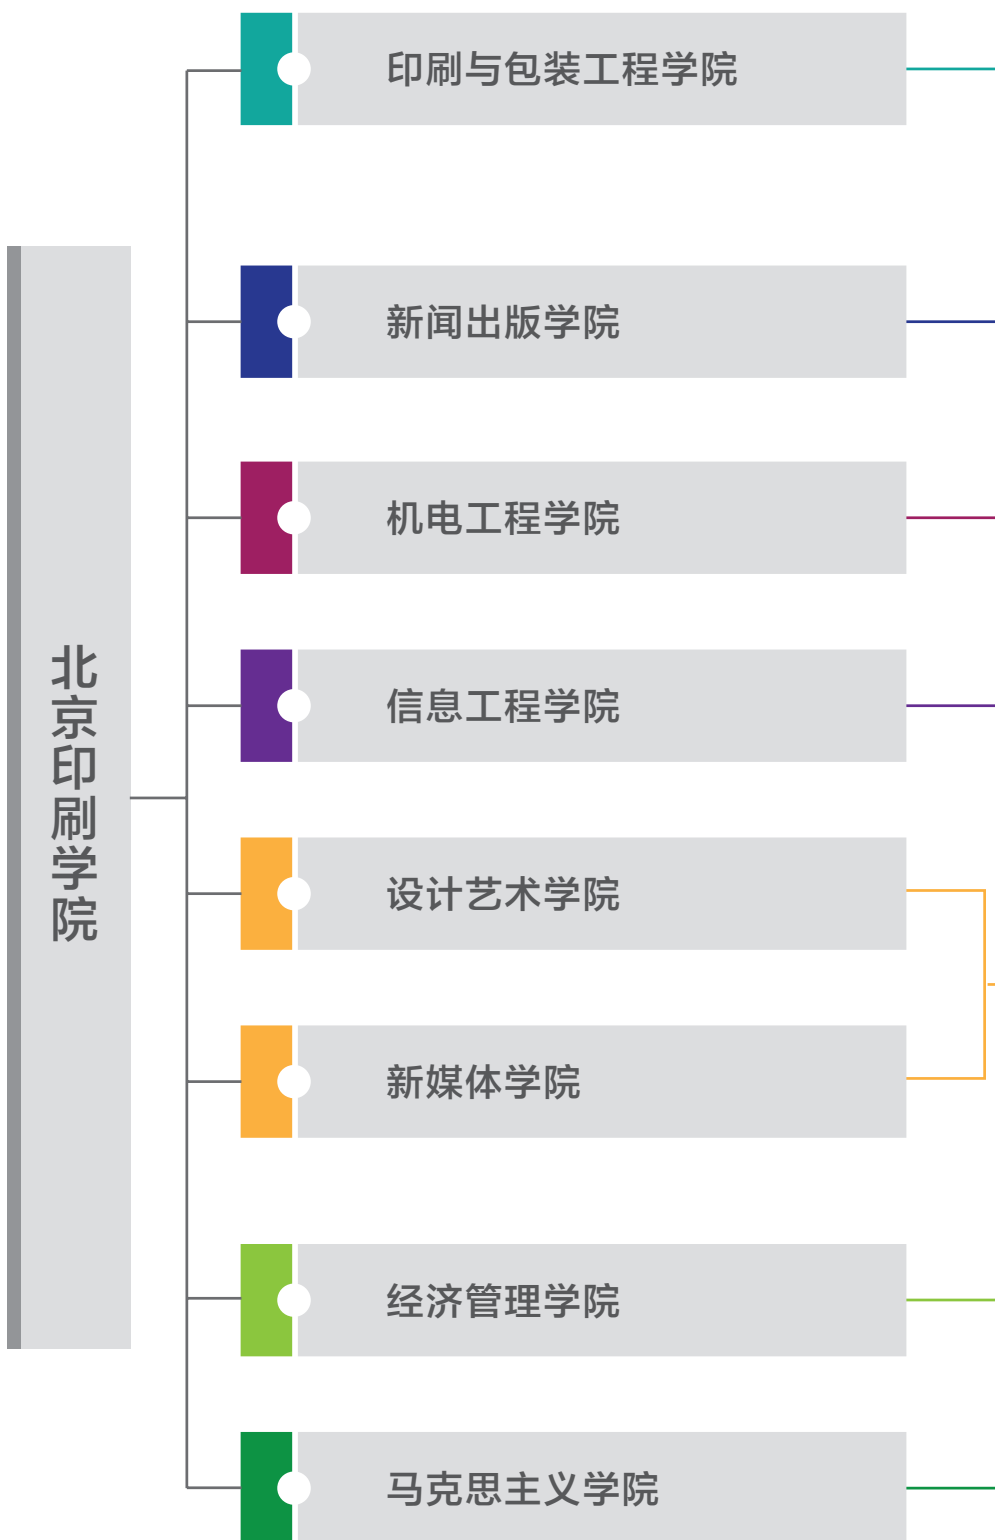 北京印刷学院
印刷与包装工程学院
新闻出版学院
机电工程学院
信息工程学院
设计艺术学院
新媒体学院
经济管理学院
马克思主义学院